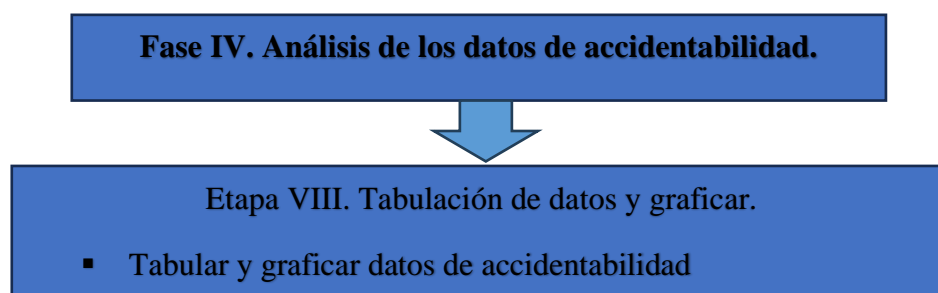 Fase IV. Análisis de los datos de accidentabilidad.
Etapa VIII. Tabulación de datos y graficar.
▪ Tabular y graficar datos de accidentabilidad